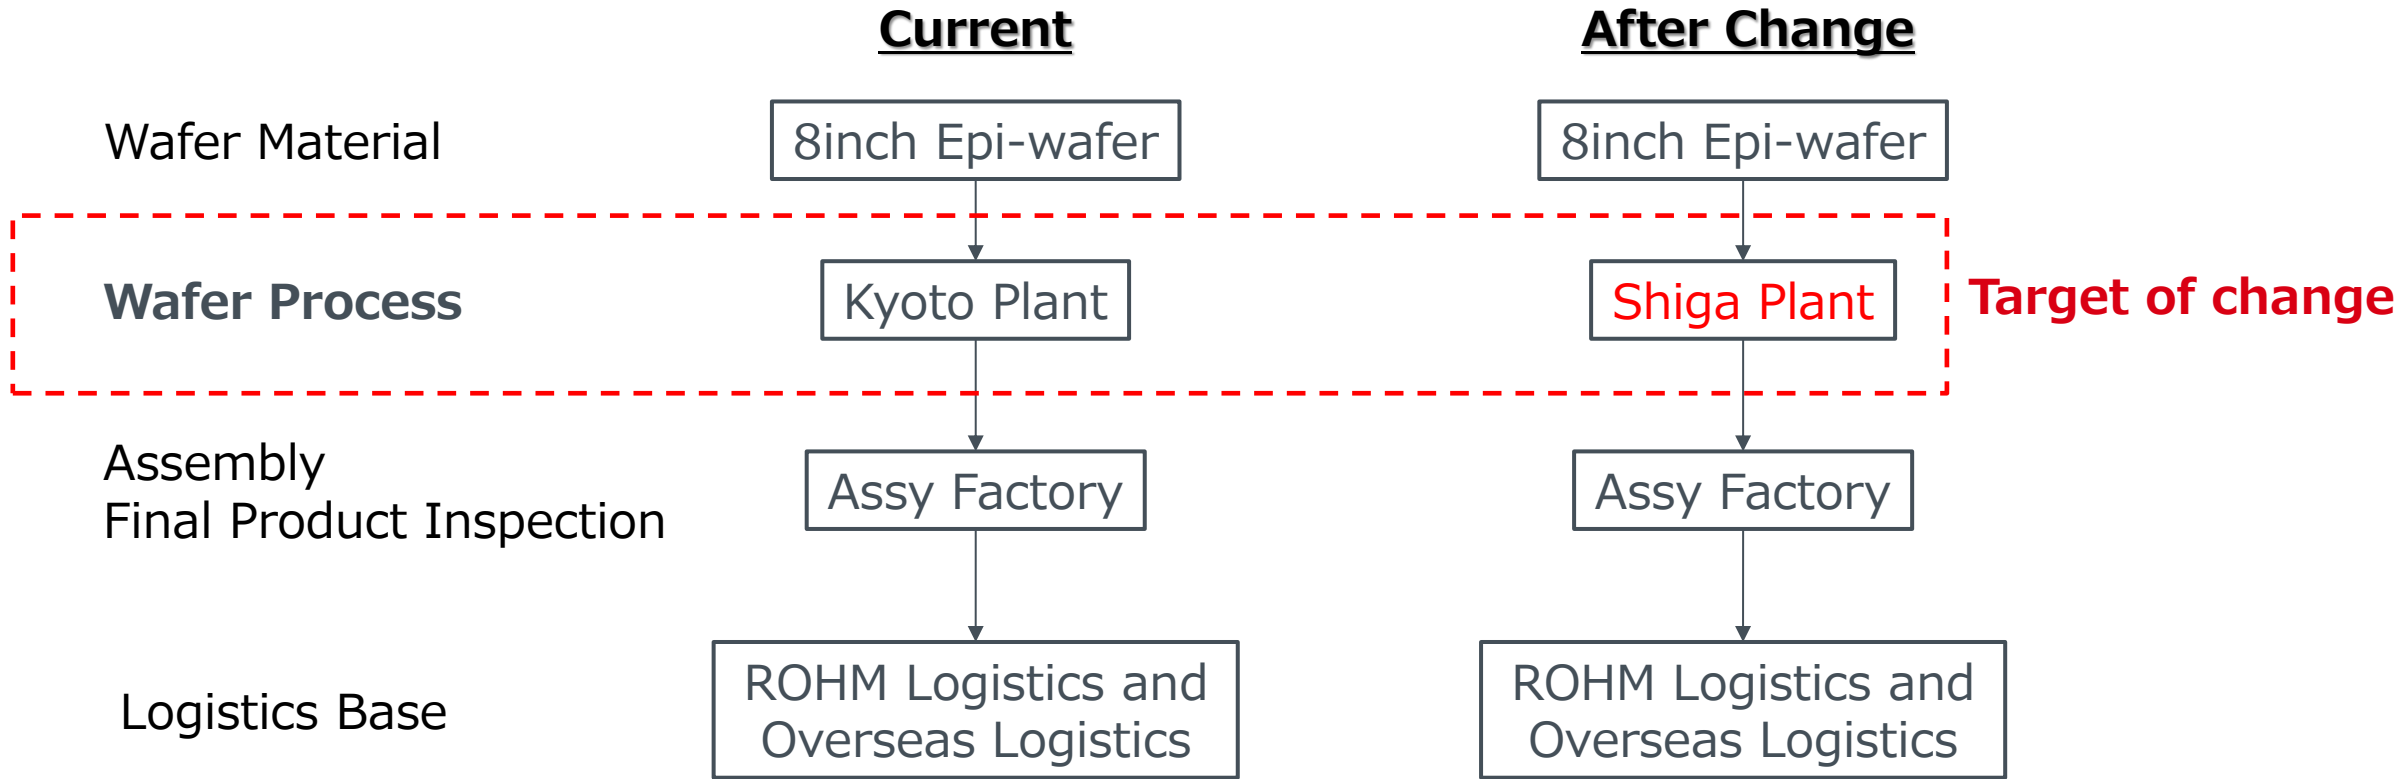 Current
After Change
Wafer Material
8inch Epi-wafer
8inch Epi-wafer
Wafer Process
Kyoto Plant
Shiga Plant
Target of change
Assembly
Final Product Inspection
Assy Factory
Assy Factory
Logistics Base
ROHM Logistics and
Overseas Logistics
ROHM Logistics and
Overseas Logistics